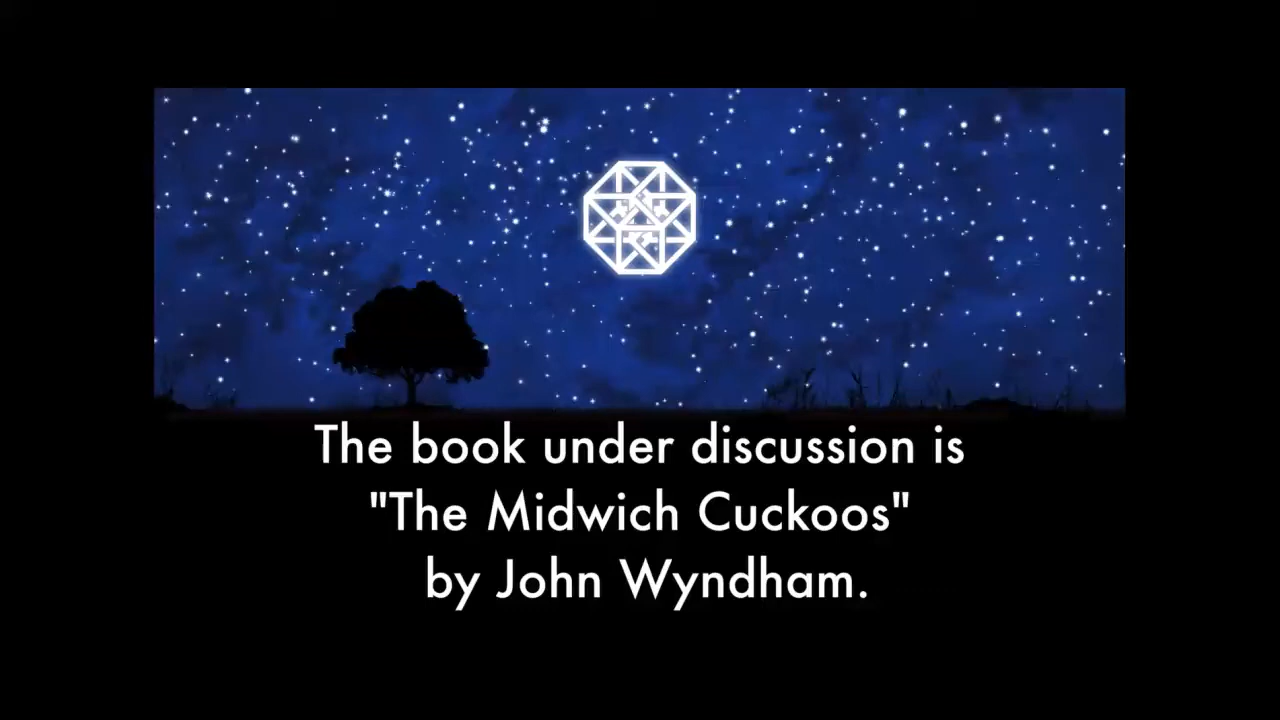 The book under discussion is
"The Midwich Cuckoos"
by John Wyndham.